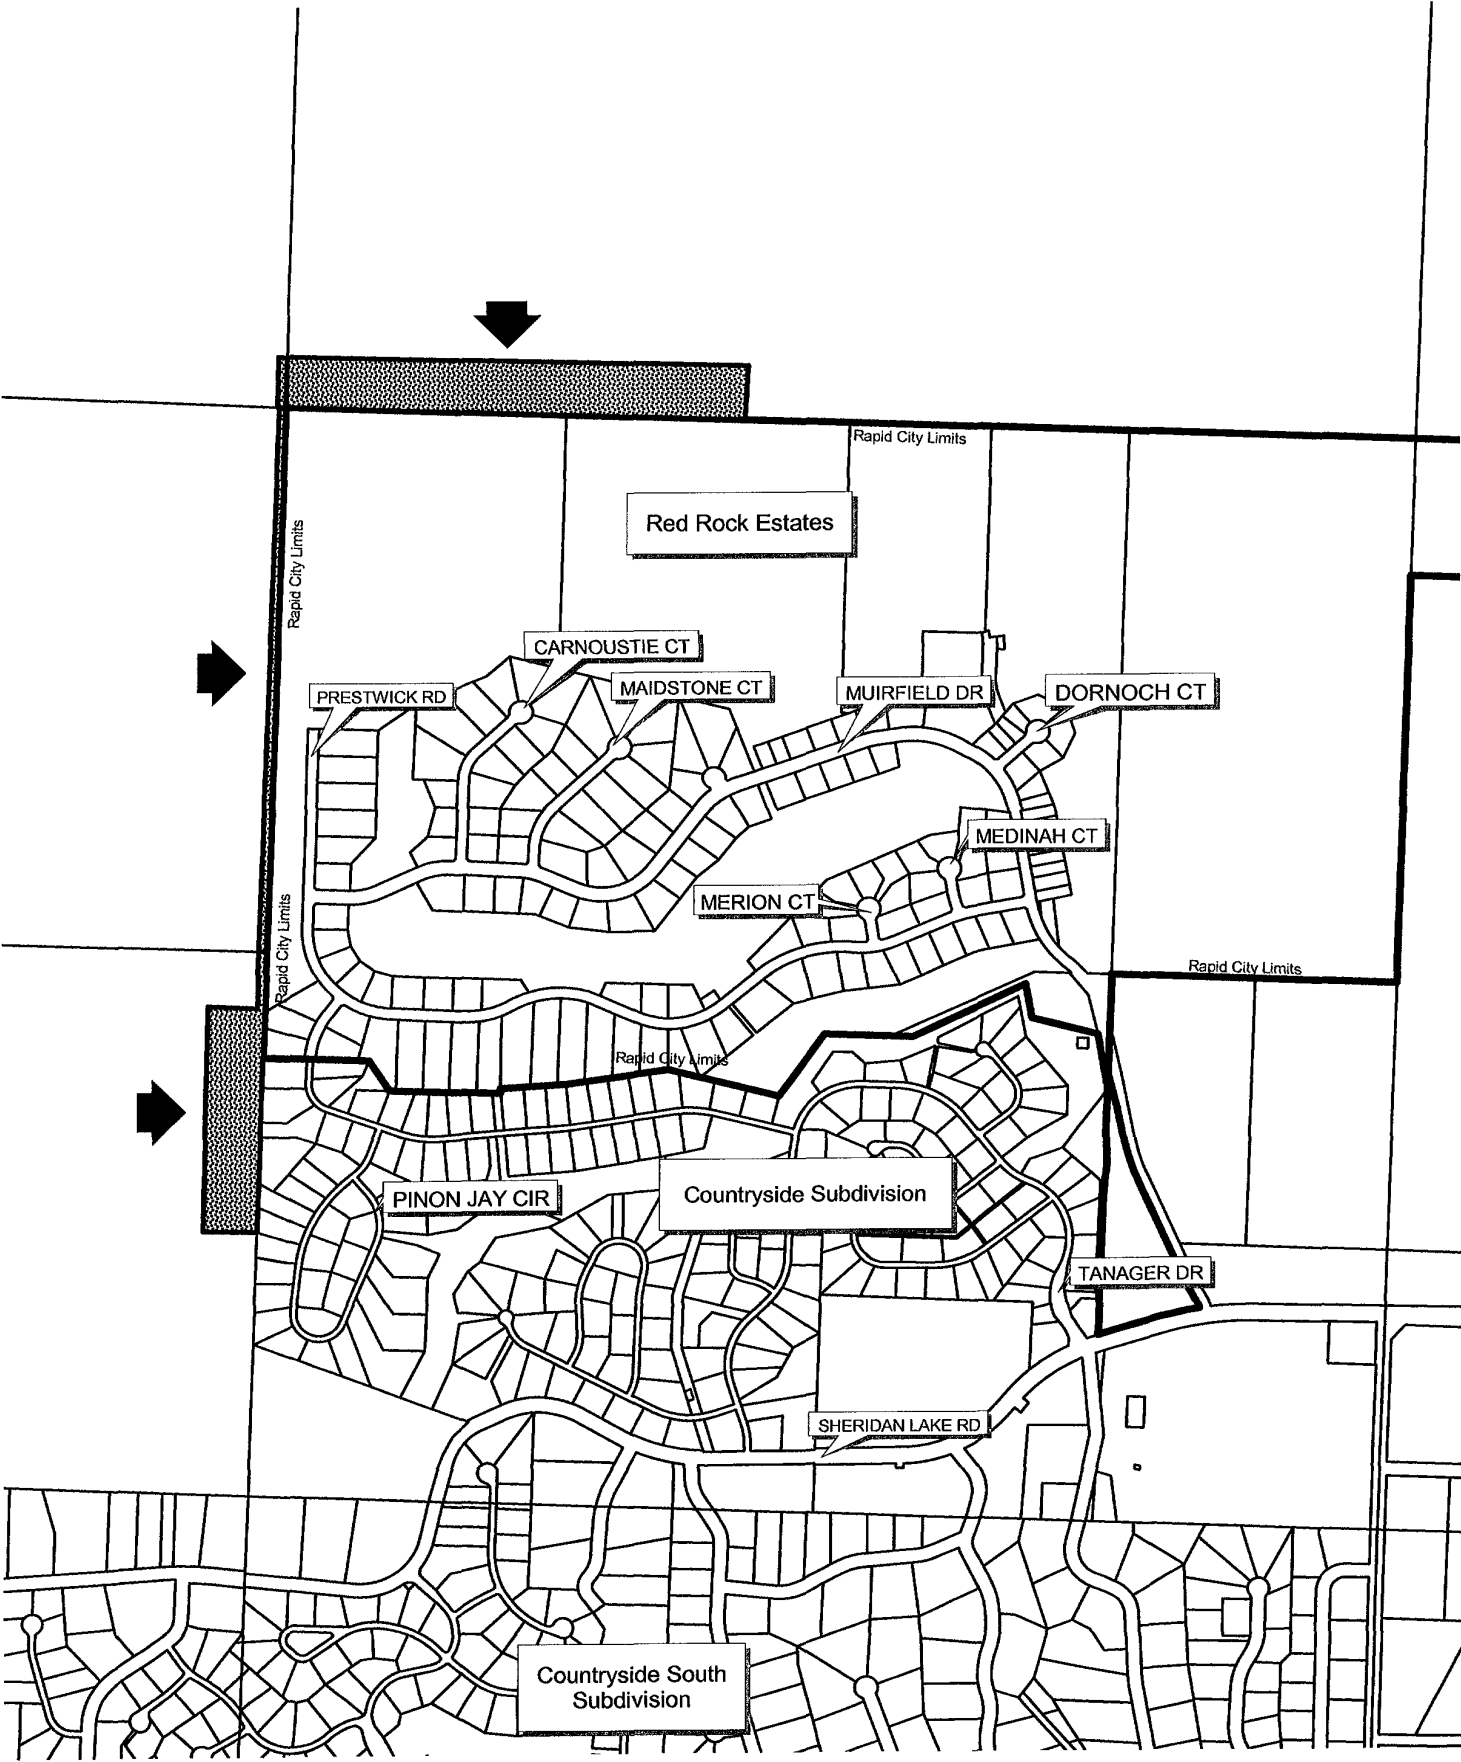 Rapid City Limits
Red Rock Estates
Rapid City Limits
CARNOUSTIE CT
PRESTWICK RD
MAIDSTONE CT
MUIRFIELD DR
DORNOCH CT
MEDINAH CT
MERION CT
Rapid City Limits
Rapid City Limits
Rapid City Limits
PINON JAY CIR
Countryside Subdivision
TANAGER DR
SHERIDAN LAKE RD
Countryside South
Subdivision